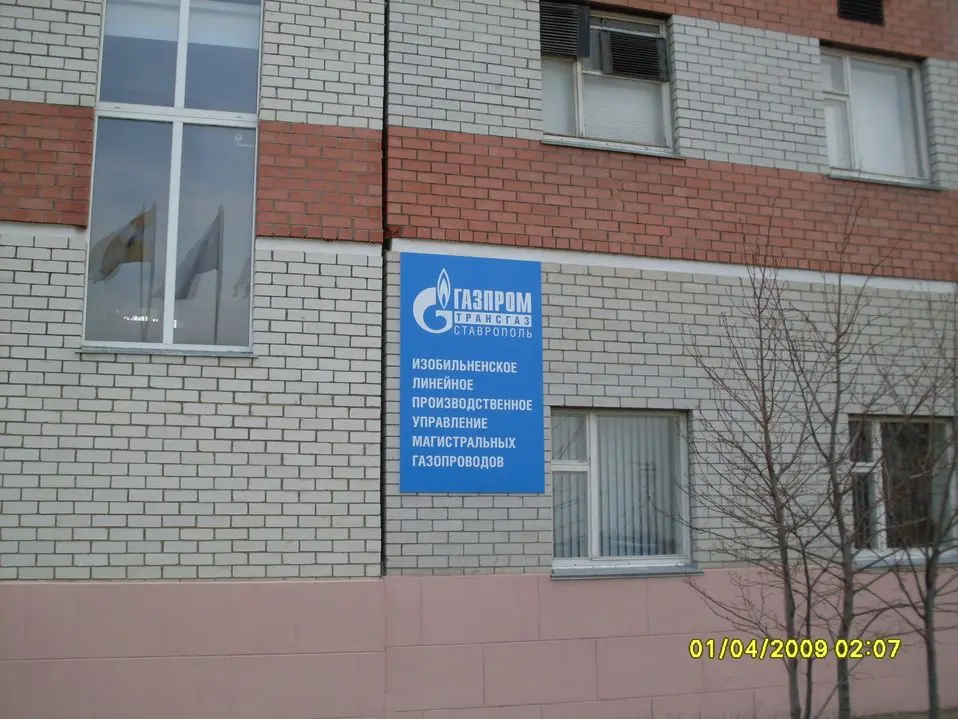 ГАЗПРОМ
ТРАНСГАЗ
СТАВРОПОЛЬ
ИЗОБИЛЬНЕНСКОЕ
ЛИНЕЙНОЕ
ПРОИЗВОДСТВЕННОЕ
УПРАВЛЕНИЕ
МАГИСТРАЛЬНЫХ
ГАЗОПРОВОДОВ
01/04/2009 02:07